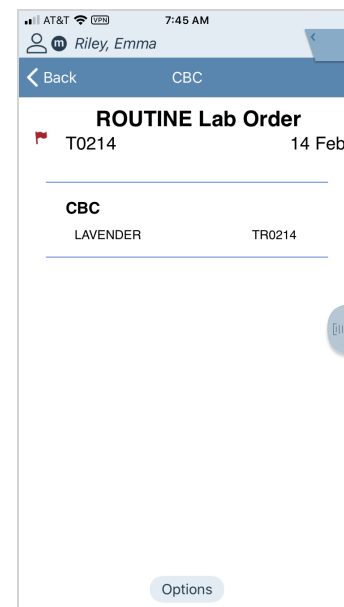 AT&T VPN 7:45 AM
m Riley, Emma
Back CBC
ROUTINE Lab Order
T0214 14 Feb
CBC
LAVENDER TR0214
Options